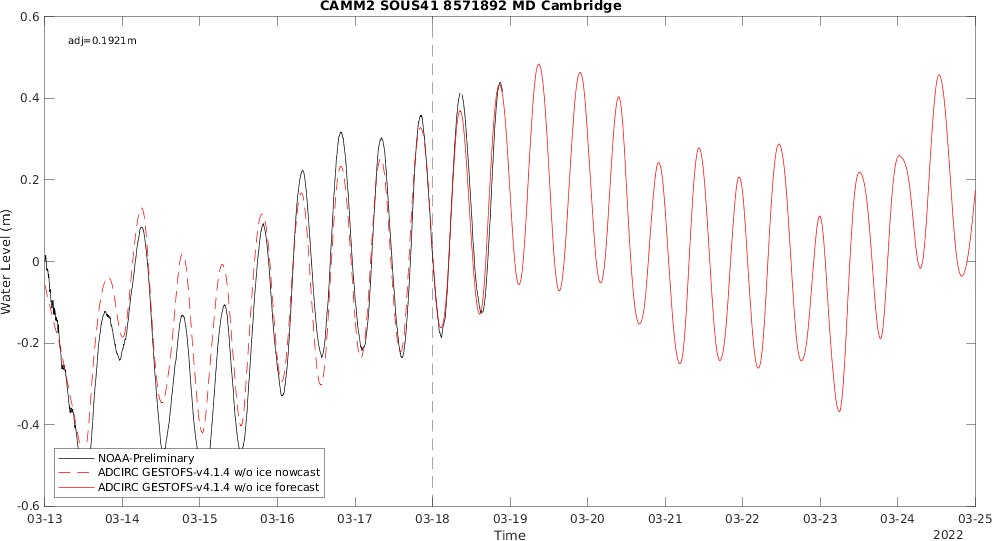 CAMM2 SOUS41 8571892 MD Cambridge
adj=0.1921m
0.6
0.4
0.2
0
-0.2
-0.4
-0.6
Water Level (m)
NOAA-Preliminary
ADCIRC GESTOFS-v4.1.4 w/o ice nowcast
ADCIRC GESTOFS-v4.1.4 w/o ice forecast
03-13 03-14 03-15 03-16 03-17 03-18 03-19 03-20 03-21 03-22 03-23 03-24 03-25
Time
2022